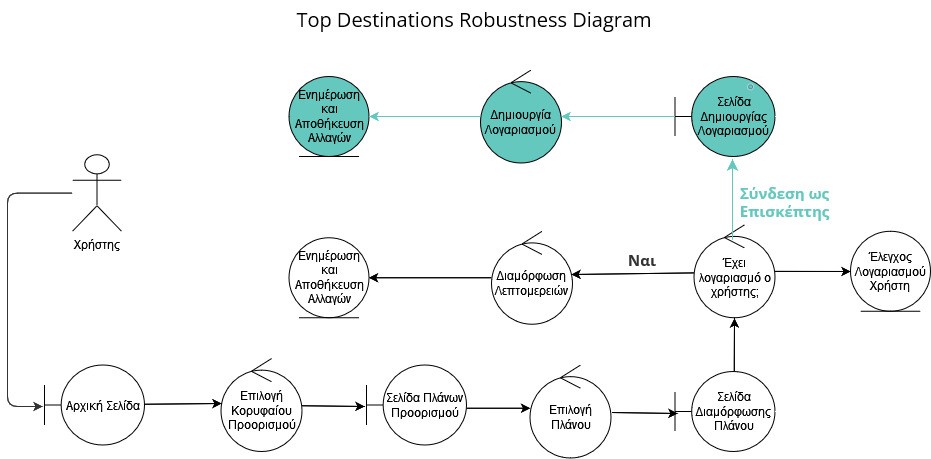 Top Destinations Robustness Diagram
Ενημέρωση
και
Αποθήκευση
Αλλαγών
Δημιουργία
Λογαριασμού
Σελίδα
Δημιουργίας
Λογαριασμού
Χρήστης
Σύνδεση ως
Επισκέπτης
Ενημέρωση
και
Αποθήκευση
Αλλαγών
Διαμόρφωση
Λεπτομερειών
Ναι
Έχει
λογαριασμό ο
χρήστης;
Έλεγχος
Λογαριασμού
Χρήστη
Αρχική Σελίδα
Επιλογή
Κορυφαίου
Προορισμού
Σελίδα Πλάνων
Προορισμού
Επιλογή
Πλάνου
Σελίδα
Διαμόρφωσης
Πλάνου